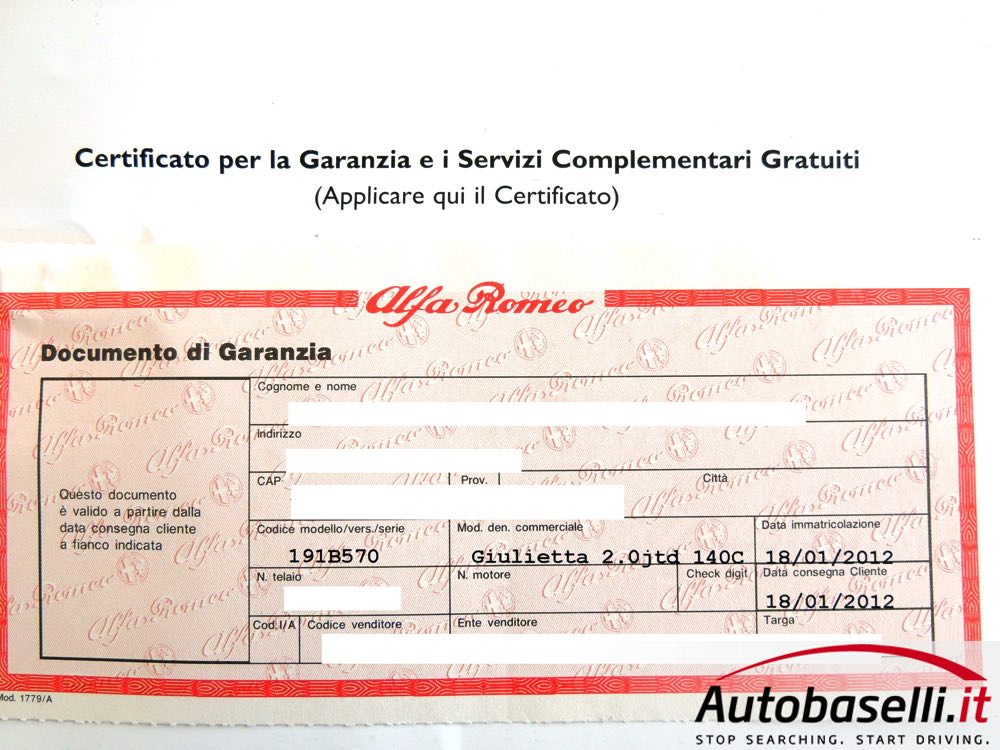 Certificato per la Garanzia e i Servizi Complementari Gratuiti
(Applicare qui il Certificato)
Alfa Romeo
Documento di Garanzia
Cognome e nome
Indirizzo
CAP Prov. Città
Questo documento
è valido a partire dalla
data consegna cliente
a fianco indicata
Codice modello/vers./serie Mod. den. commerciale Data immatricolazione
191B570 Giulietta 2.0jtd 140C 18/01/2012
N. telaio N. motore Check digit Data consegna Cliente
18/01/2012
Cod.I/A Codice venditore Ente venditore Targa
Mod. 1779/A
Autobaselli.it
STOP SEARCHING. START DRIVING.